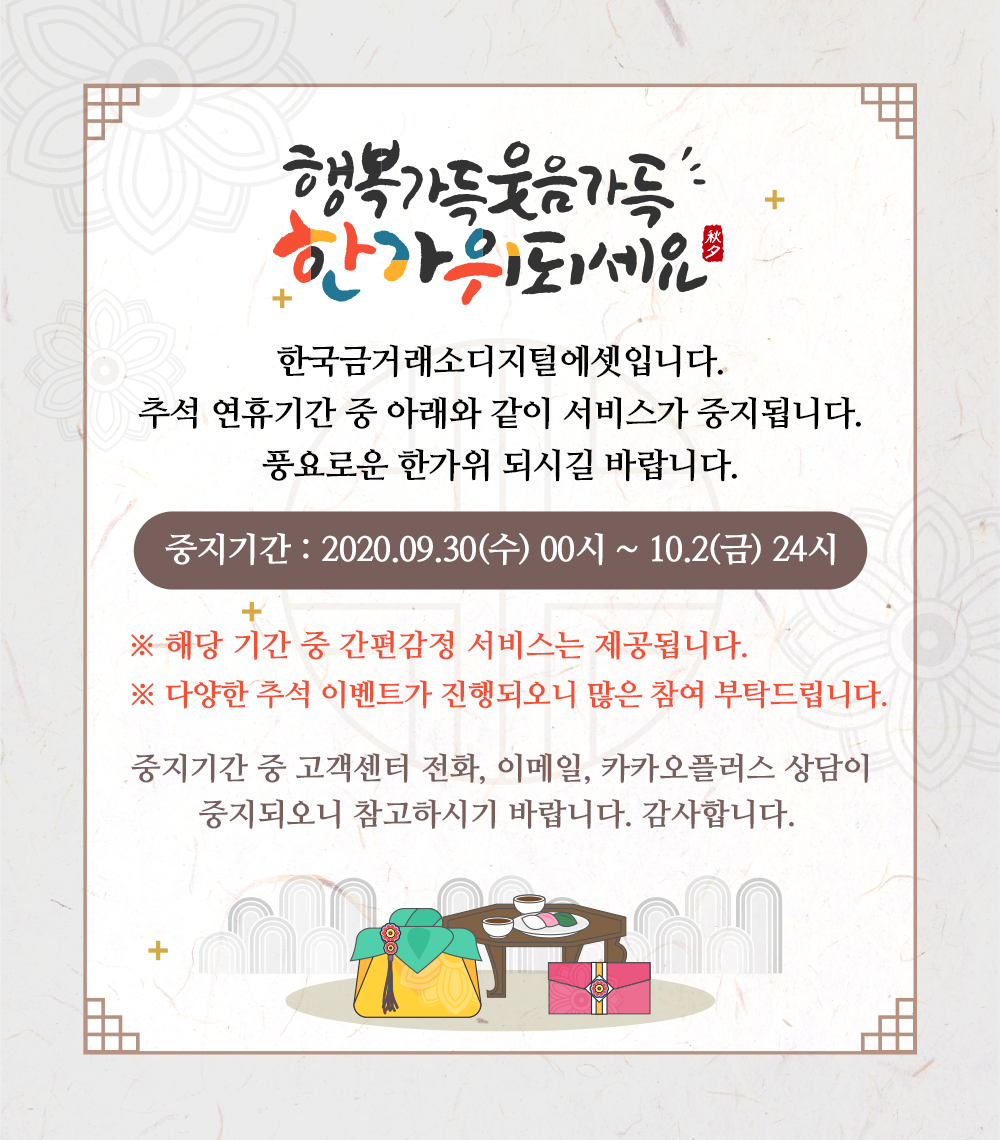 행복가득웃음가득
한가위되세요
秋夕
한국금거래소디지털에셋입니다.
추석 연휴기간 중 아래와 같이 서비스가 중지됩니다.
풍요로운 한가위 되시길 바랍니다.
중지기간 : 2020.09.30(수) 00시 ~ 10.2(금) 24시
※ 해당 기간 중 간편감정 서비스는 제공됩니다.
※ 다양한 추석 이벤트가 진행되오니 많은 참여 부탁드립니다.
중지기간 중 고객센터 전화, 이메일, 카카오플러스 상담이
중지되오니 참고하시기 바랍니다. 감사합니다.